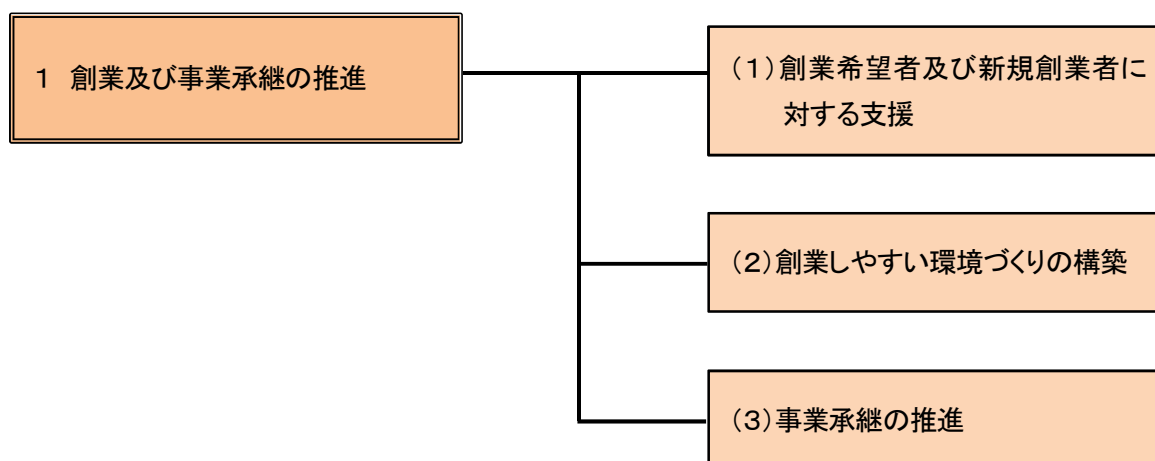 1 創業及び事業承継の推進
(1)創業希望者及び新規創業者に
対する支援
(2)創業しやすい環境づくりの構築
(3)事業承継の推進